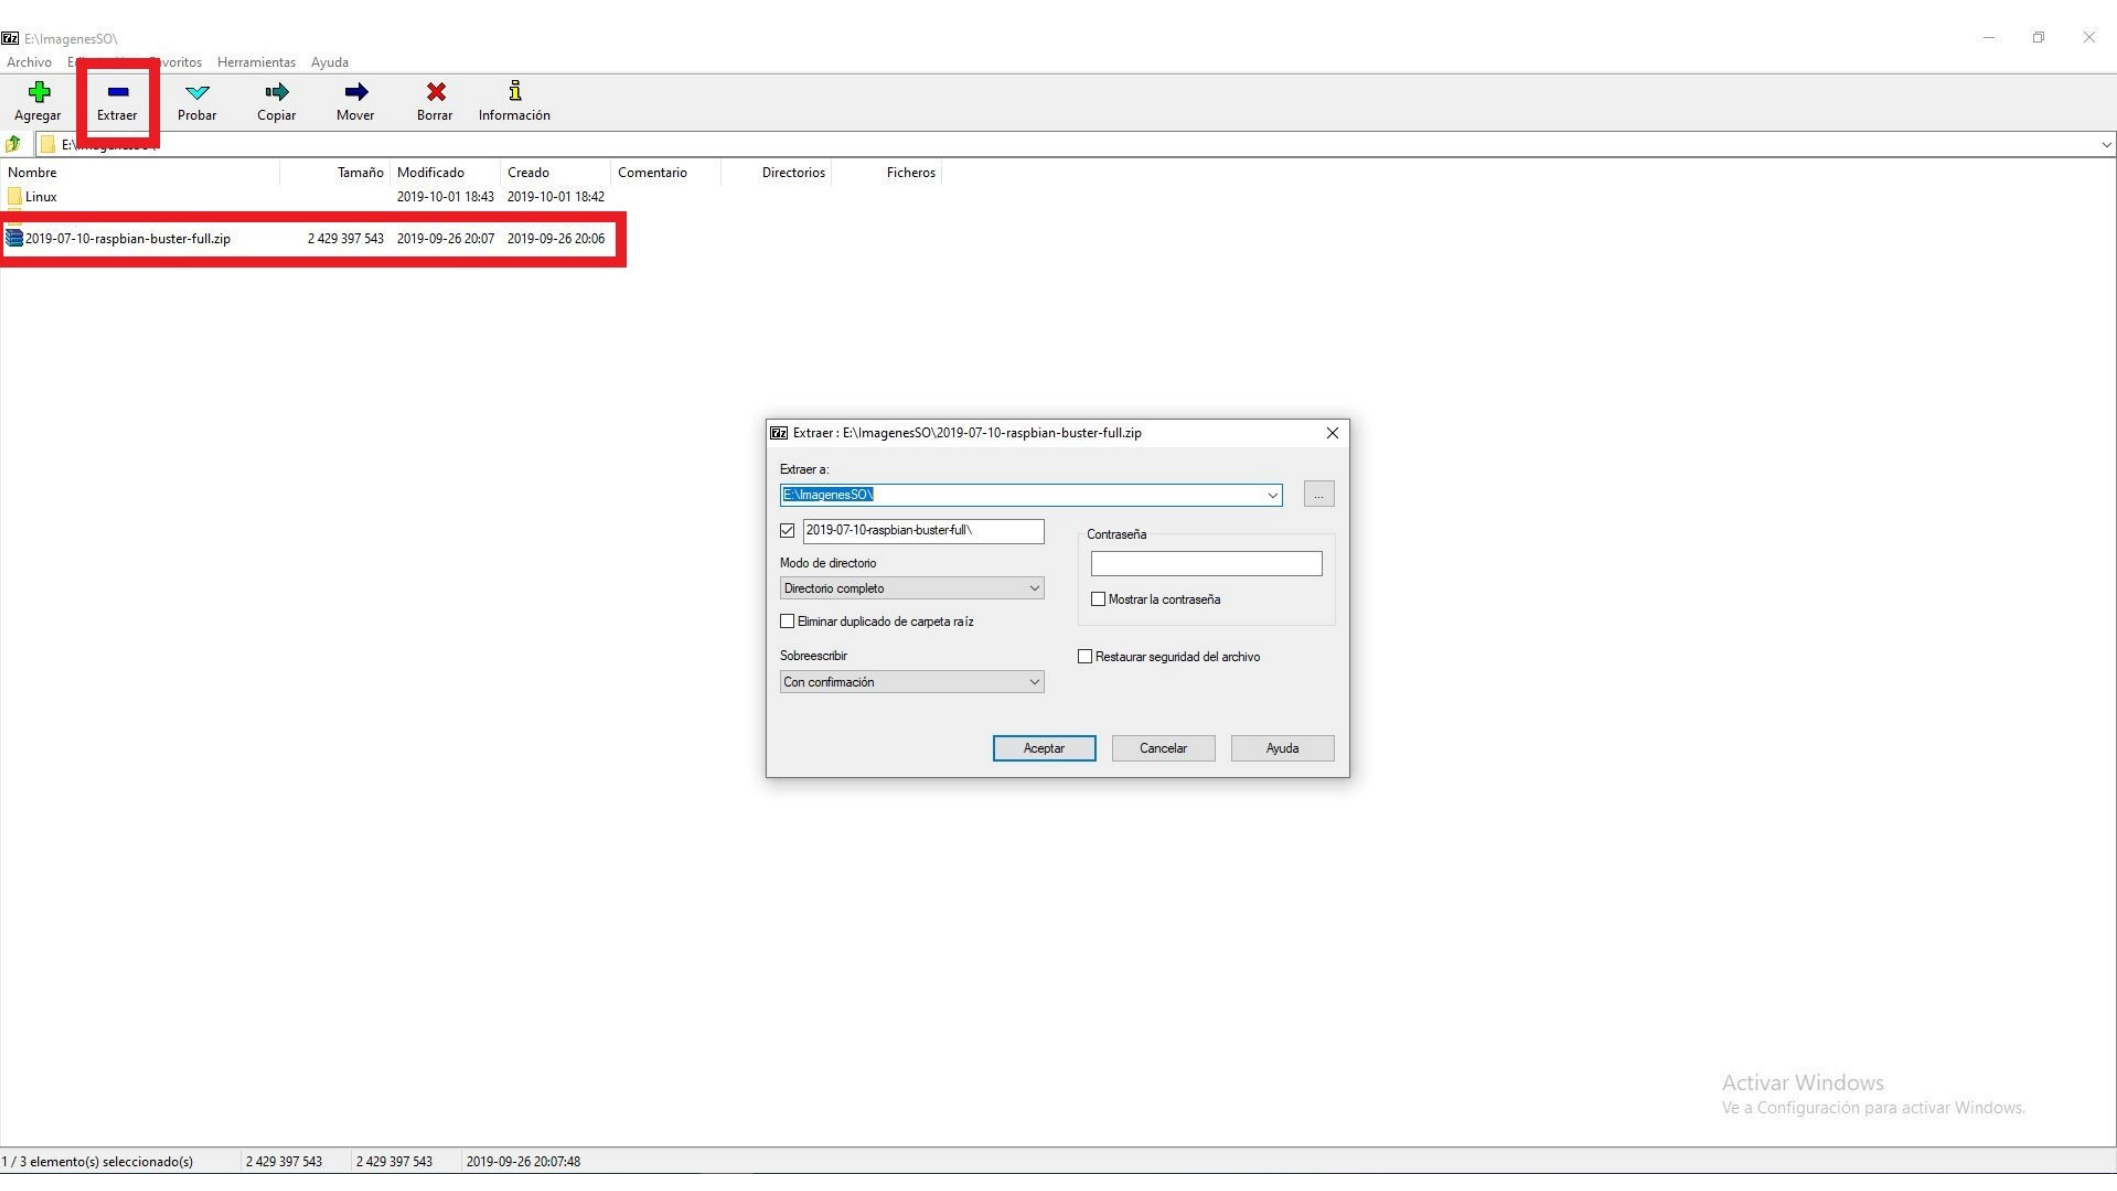 E:\ImagenesSO\
Archivo Favoritos Herramientas Ayuda
Agregar Extraer Probar Copiar Mover Borrar Información
Nombre Tamaño Modificado Creado Comentario Directorios Ficheros
Linux 2019-10-01 18:43 2019-10-01 18:42
2019-07-10-raspbian-buster-full.zip 2 429 397 543 2019-09-26 20:07 2019-09-26 20:06
Extraer : E:\ImagenesSO\2019-07-10-raspbian-buster-full.zip
Extraer a:
E:\ImagenesSO\
...
2019-07-10-raspbian-buster-full\
Contraseña
Modo de directorio
Directorio completo
Mostrar la contraseña
Eliminar duplicado de carpeta raíz
Sobreescribir
Restaurar seguridad del archivo
Con confirmación
Aceptar Cancelar Ayuda
Activar Windows
Ve a Configuración para activar Windows.
1 / 3 elemento(s) seleccionado(s) 2 429 397 543 2 429 397 543 2019-09-26 20:07:48